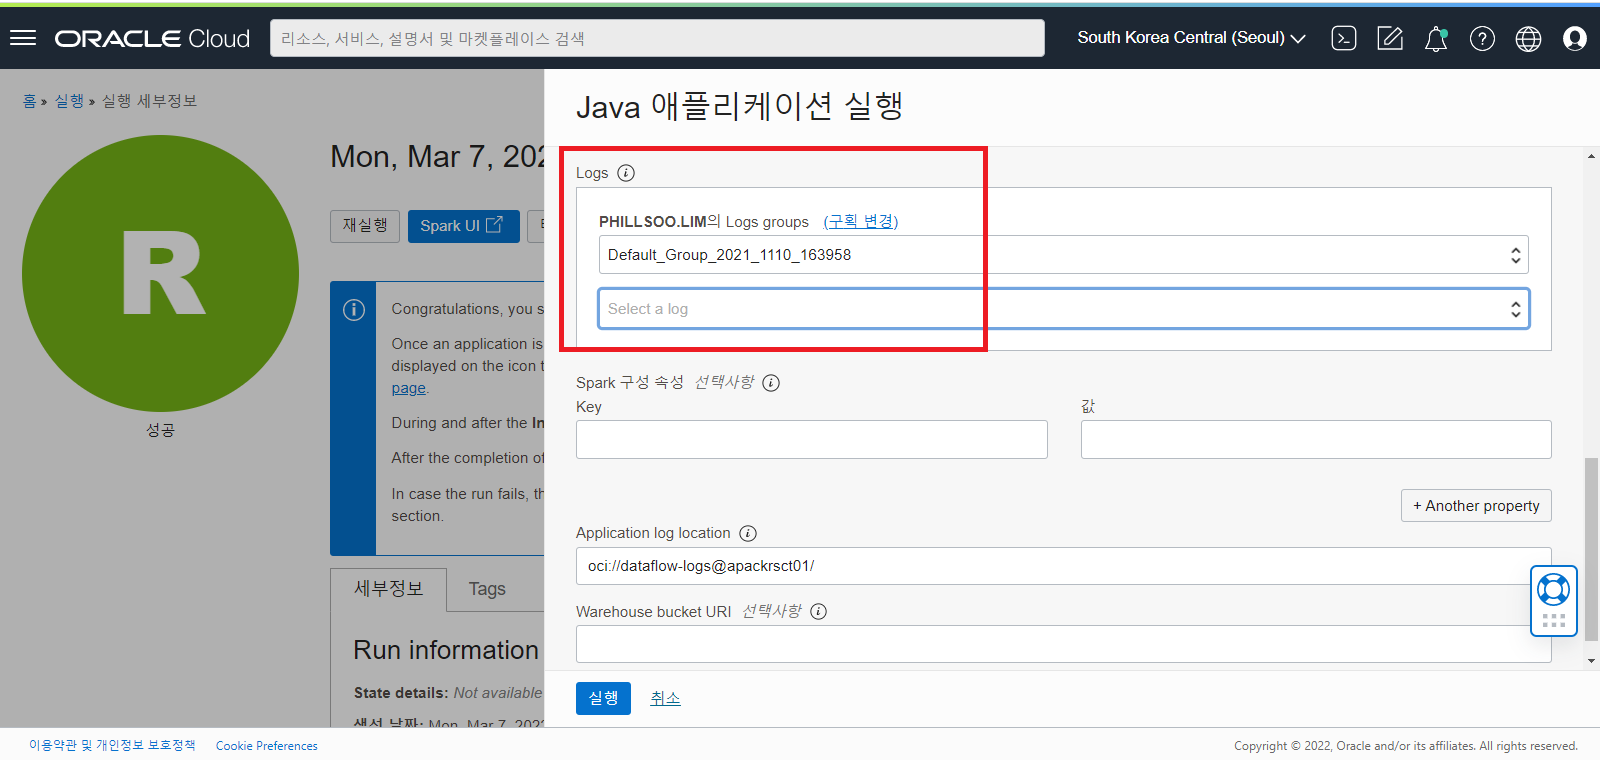 ORACLE Cloud
리소스, 서비스, 설명서 및 마켓플레이스 검색
South Korea Central (Seoul)
홈 » 실행 » 실행 세부정보
R
성공
Mon, Mar 7, 202
재실행
Spark UI
Congratulations, you s
Once an application is
displayed on the icon t
page.
During and after the In
After the completion of
In case the run fails, th
section.
세부정보
Tags
Run information
State details: Not available
생성 날짜: Mon, Mar 7, 2022
Java 애플리케이션 실행
Logs
PHILLSOO.LIM의 Logs groups (구획 변경)
Default_Group_2021_1110_163958
Select a log
Spark 구성 속성 선택사항
Key
값
+ Another property
Application log location
oci://dataflow-logs@apackrsct01/
Warehouse bucket URI 선택사항
실행
취소
이용약관 및 개인정보 보호정책
Cookie Preferences
Copyright © 2022, Oracle and/or its affiliates. All rights reserved.